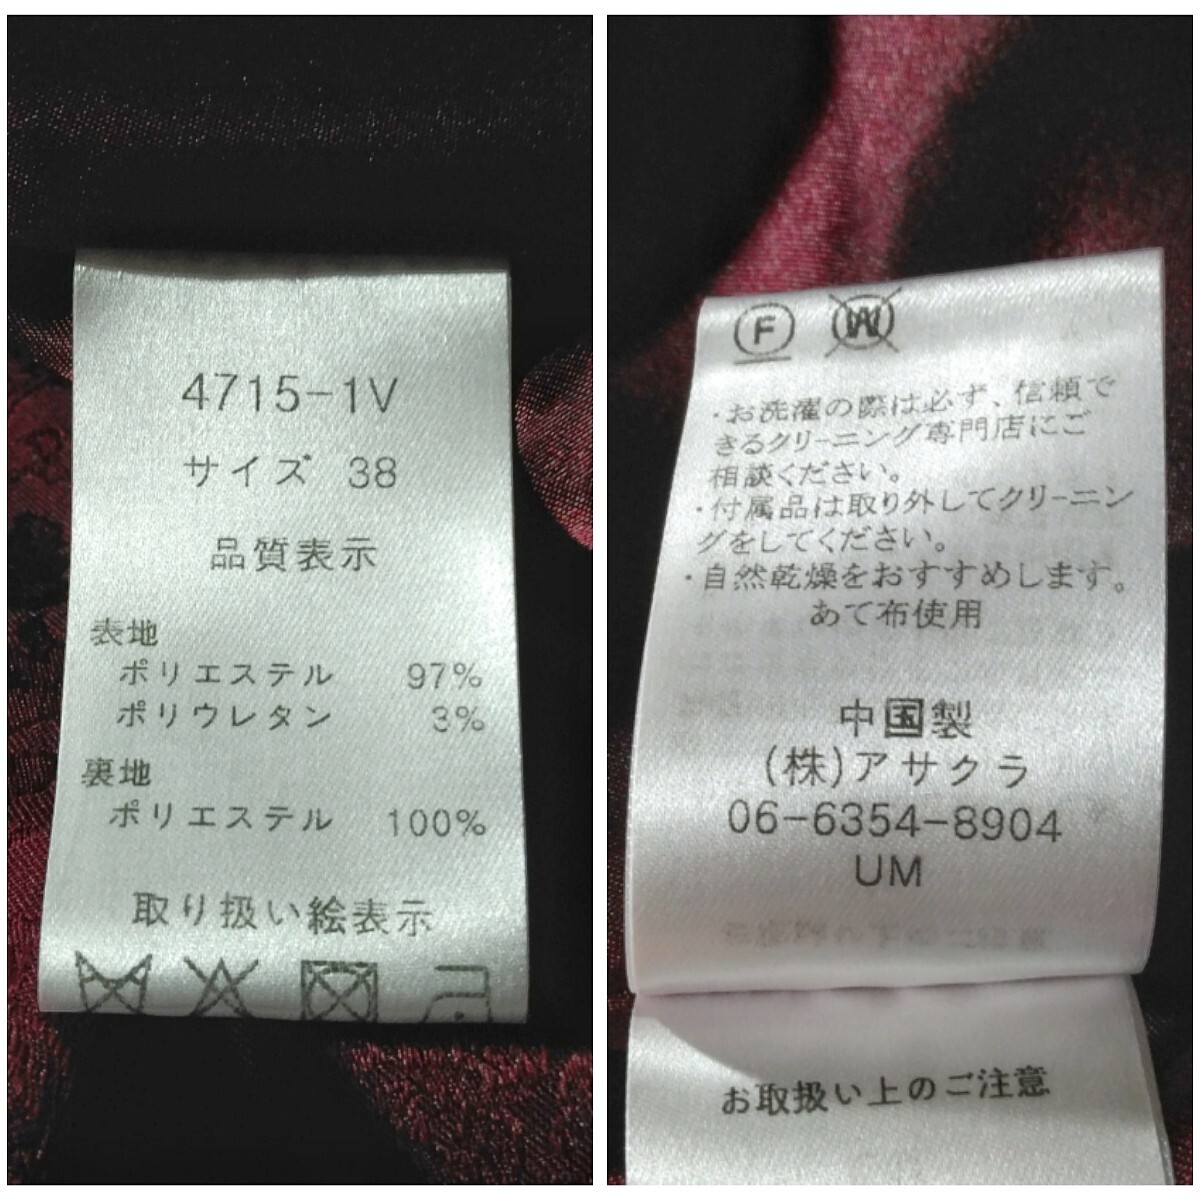 4715-1V
サイズ 38
品質表示
表地
ポリエステル 97%
ポリウレタン 3%
裏地
ポリエステル 100%
取り扱い絵表示
F W
・お洗濯の際は必ず、信頼で
きるクリーニング専門店にご
相談ください。
・付属品は取り外してクリーニン
グをしてください。
・自然乾燥をおすすめします。
あて布使用
中国製
(株)アサクラ
06-6354-8904
UM
お取扱い上のご注意